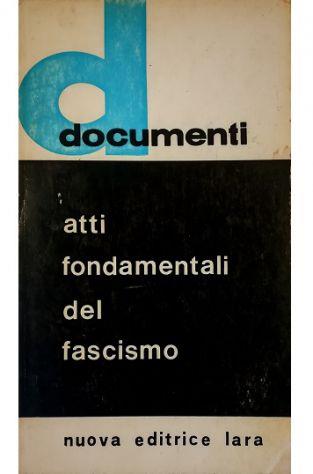 d
documenti
atti
fondamentali
del
fascismo
nuova editrice lara